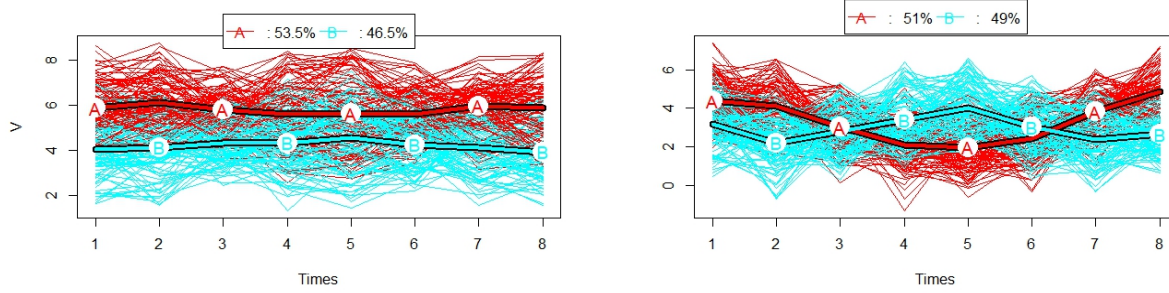 A : 53.5% B : 46.5%
V
8
6
4
2
A A A A
B B B B
1 2 3 4 5 6 7 8
Times
A : 51% B : 49%
6
4
2
0
A A A A
B B B B
1 2 3 4 5 6 7 8
Times